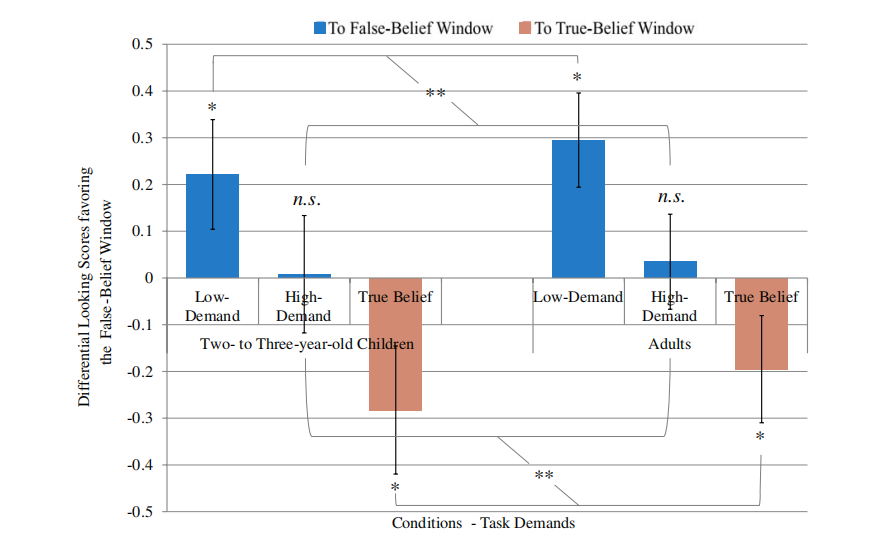 To False-Belief Window To True-Belief Window
0.5
0.4
0.3
0.2
0.1
0
-0.1
-0.2
-0.3
-0.4
-0.5
Differential Looking Scores favoring
the False-Belief Window
**
*
*
n.s.
n.s.
Low-
Demand
High-
Demand
True Belief
Low-Demand
High-
Demand
True Belief
Two- to Three-year-old Children
Adults
*
*
**
Conditions - Task Demands